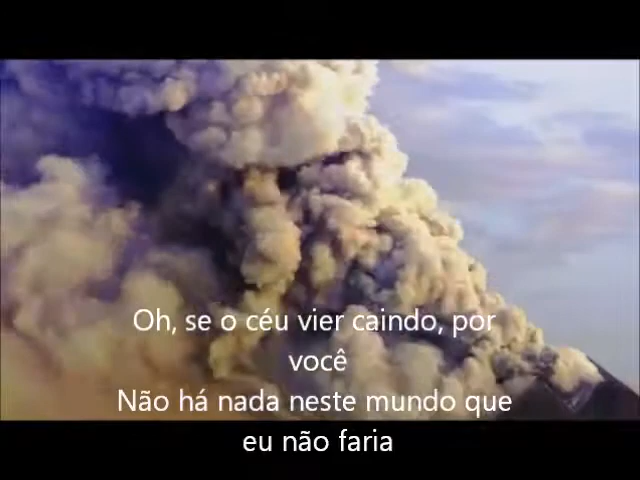 Oh, se o céu vier caindo, por
você
Não há nada neste mundo que
eu não faria